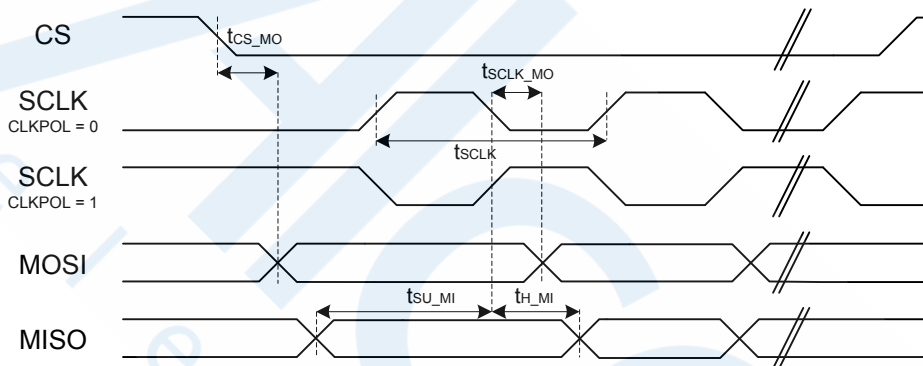 CS
tCS_MO
SCLK
CLKPOL = 0
tSCLK_MO
tSCLK
SCLK
CLKPOL = 1
MOSI
tSU_MI
tH_MI
MISO